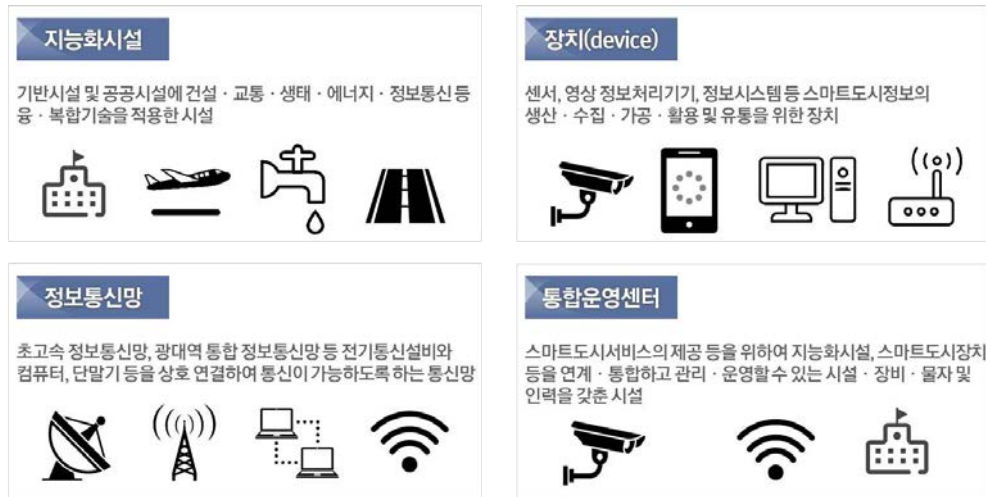 지능화시설
기반시설 및 공공시설에 건설 · 교통 · 생태 · 에너지 · 정보통신 등
융 · 복합기술을 적용한 시설
장치(device)
센서, 영상 정보처리기기, 정보시스템 등 스마트도시정보의
생산 · 수집 · 가공 · 활용 및 유통을 위한 장치
정보통신망
초고속 정보통신망, 광대역 통합 정보통신망 등 전기통신설비와
컴퓨터, 단말기 등을 상호 연결하여 통신이 가능하도록 하는 통신망
통합운영센터
스마트도시서비스의 제공 등을 위하여 지능화시설, 스마트도시장치
등을 연계 · 통합하고 관리 · 운영할 수 있는 시설 · 장비 · 물자 및
인력을 갖춘 시설